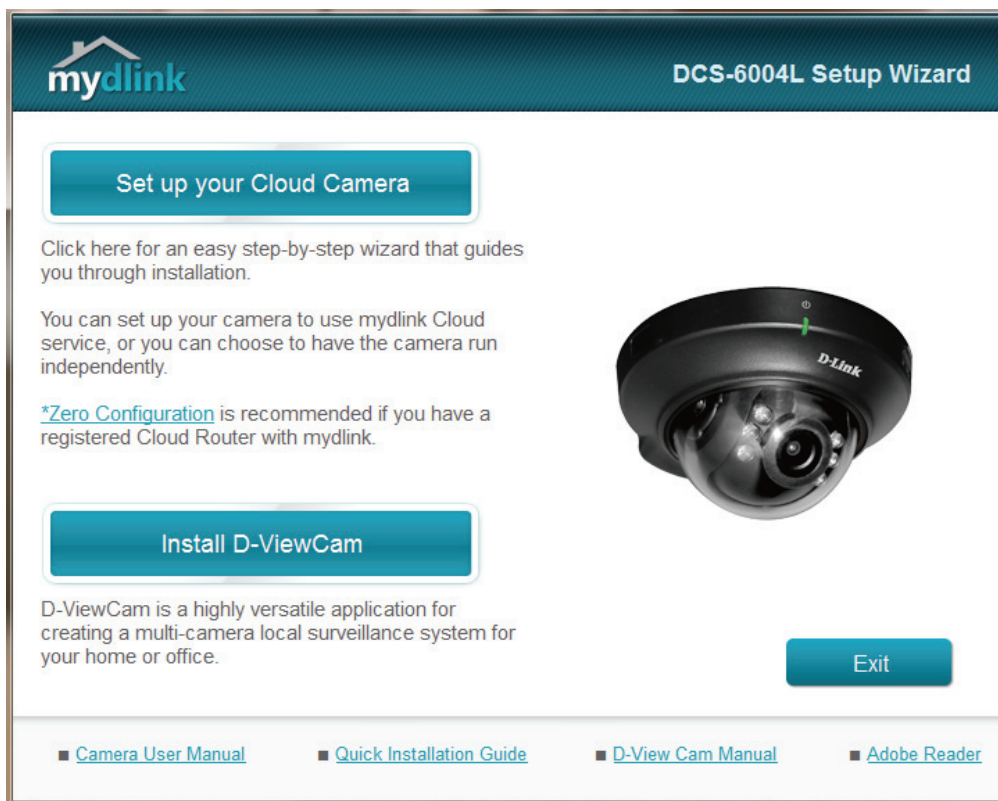 mydlink
DCS-6004L Setup Wizard
Set up your Cloud Camera
Click here for an easy step-by-step wizard that guides
you through installation.
You can set up your camera to use mydlink Cloud
service, or you can choose to have the camera run
independently.
*Zero Configuration is recommended if you have a
registered Cloud Router with mydlink.
D-Link
Install D-ViewCam
D-ViewCam is a highly versatile application for
creating a multi-camera local surveillance system for
your home or office.
Exit
Camera User Manual
Quick Installation Guide
D-View Cam Manual
Adobe Reader